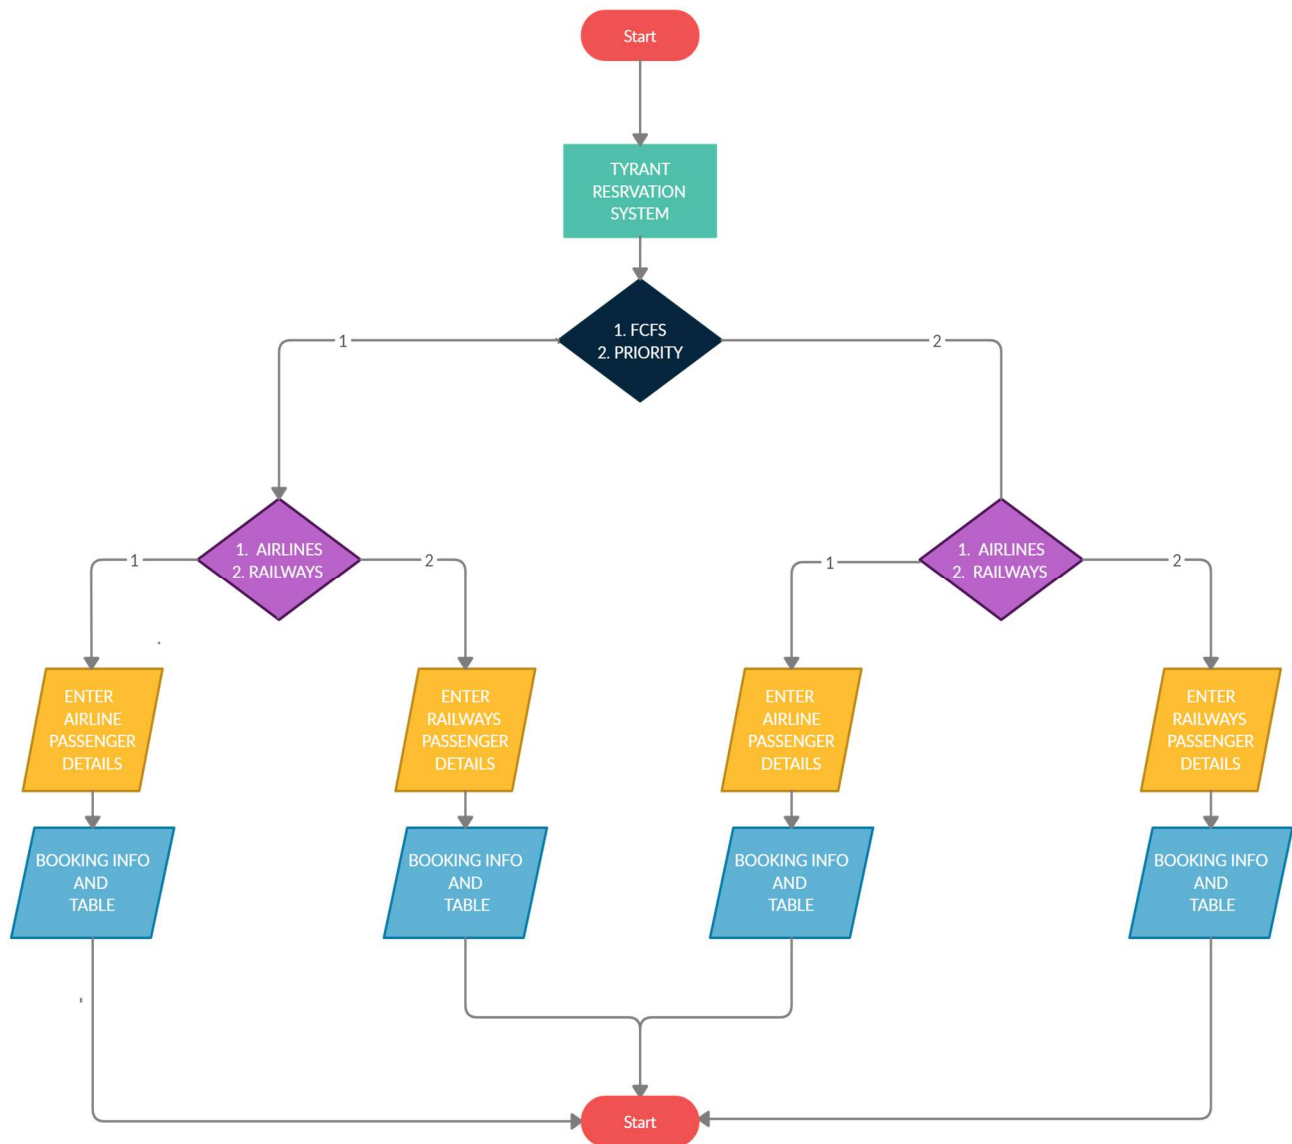 Start
TYRANT
RESRVATION
SYSTEM
1. FCFS
2. PRIORITY
1
2
1. AIRLINES
2. RAILWAYS
1
2
1. AIRLINES
2. RAILWAYS
1
2
ENTER
AIRLINE
PASSENGER
DETAILS
ENTER
RAILWAYS
PASSENGER
DETAILS
ENTER
AIRLINE
PASSENGER
DETAILS
ENTER
RAILWAYS
PASSENGER
DETAILS
BOOKING INFO
AND
TABLE
BOOKING INFO
AND
TABLE
BOOKING INFO
AND
TABLE
BOOKING INFO
AND
TABLE
Start